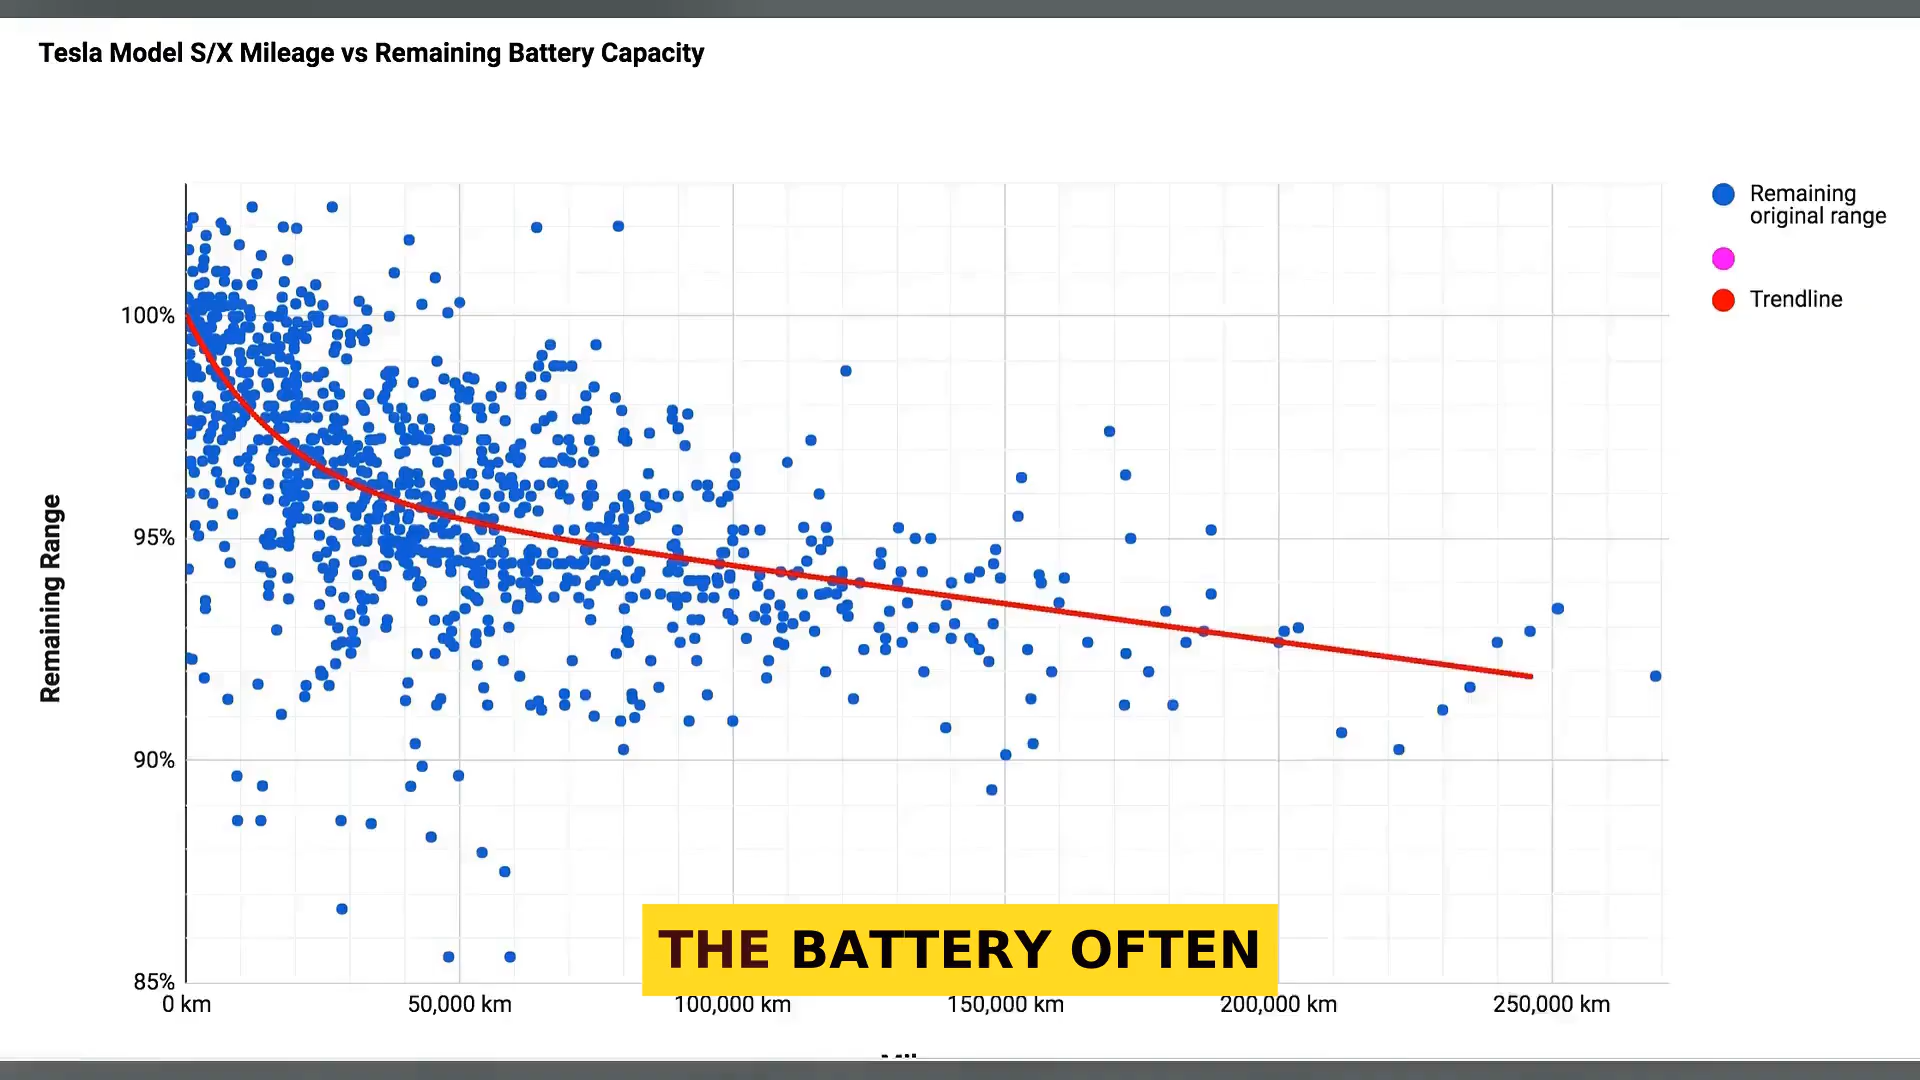 Tesla Model S/X Mileage vs Remaining Battery Capacity
Remaining
original range
Trendline
Remaining Range
100%
95%
90%
85%
0 km
50,000 km
100,000 km
150,000 km
200,000 km
250,000 km
THE BATTERY OFTEN